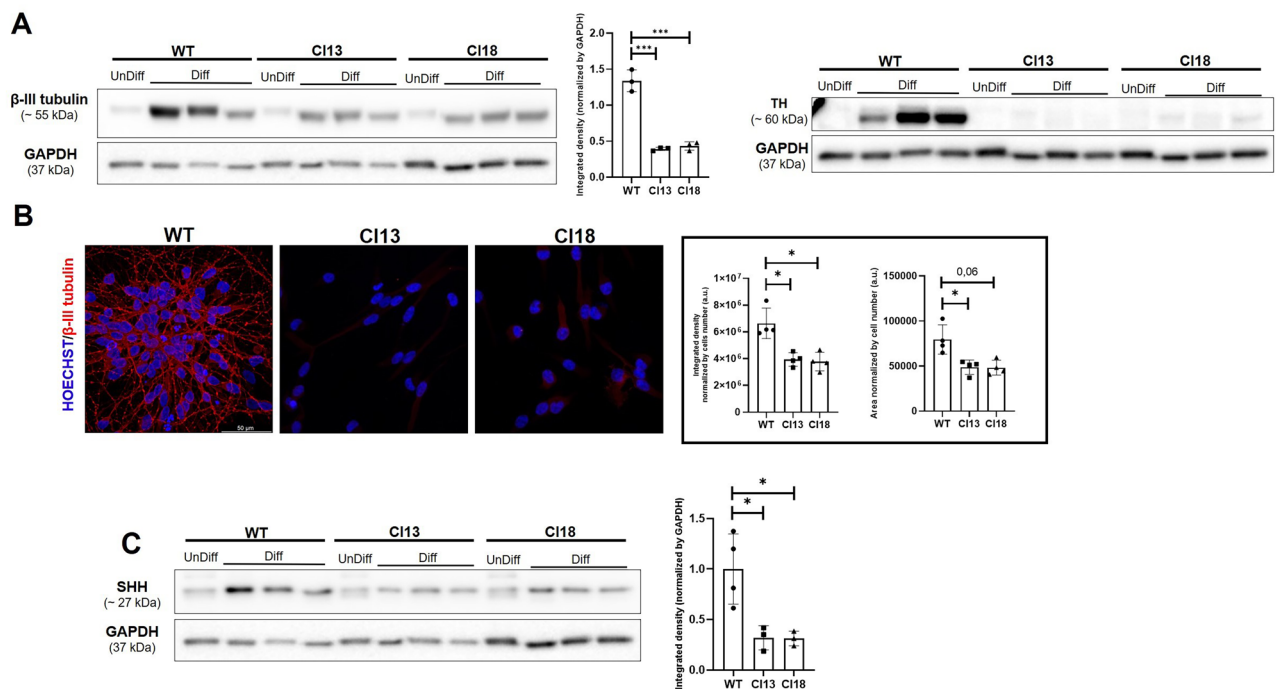 A
WT
Cl13
Cl18
UnDiff
Diff
UnDiff
Diff
UnDiff
Diff
β-III tubulin
(~ 55 kDa)
GAPDH
(37 kDa)
Integrated density (normalized by GAPDH)
2.0
1.5
1.0
0.5
0.0
***
***
WT
Cl13
Cl18
WT
Cl13
Cl18
UnDiff
Diff
UnDiff
Diff
UnDiff
Diff
TH
(~ 60 kDa)
GAPDH
(37 kDa)
B
WT
Cl13
Cl18
HOECHST/β-III tubulin
50 µm
Integrated density
normalized by cells number (a.u.)
1×10⁷
8×10⁶
6×10⁶
4×10⁶
2×10⁶
0
*
*
WT
Cl13
Cl18
Area normalized by cell number (a.u.)
150000
100000
50000
0
0,06
*
WT
Cl13
Cl18
C
WT
Cl13
Cl18
UnDiff
Diff
UnDiff
Diff
UnDiff
Diff
SHH
(~ 27 kDa)
GAPDH
(37 kDa)
Integrated density (normalized by GAPDH)
1.5
1.0
0.5
0.0
*
*
WT
Cl13
Cl18